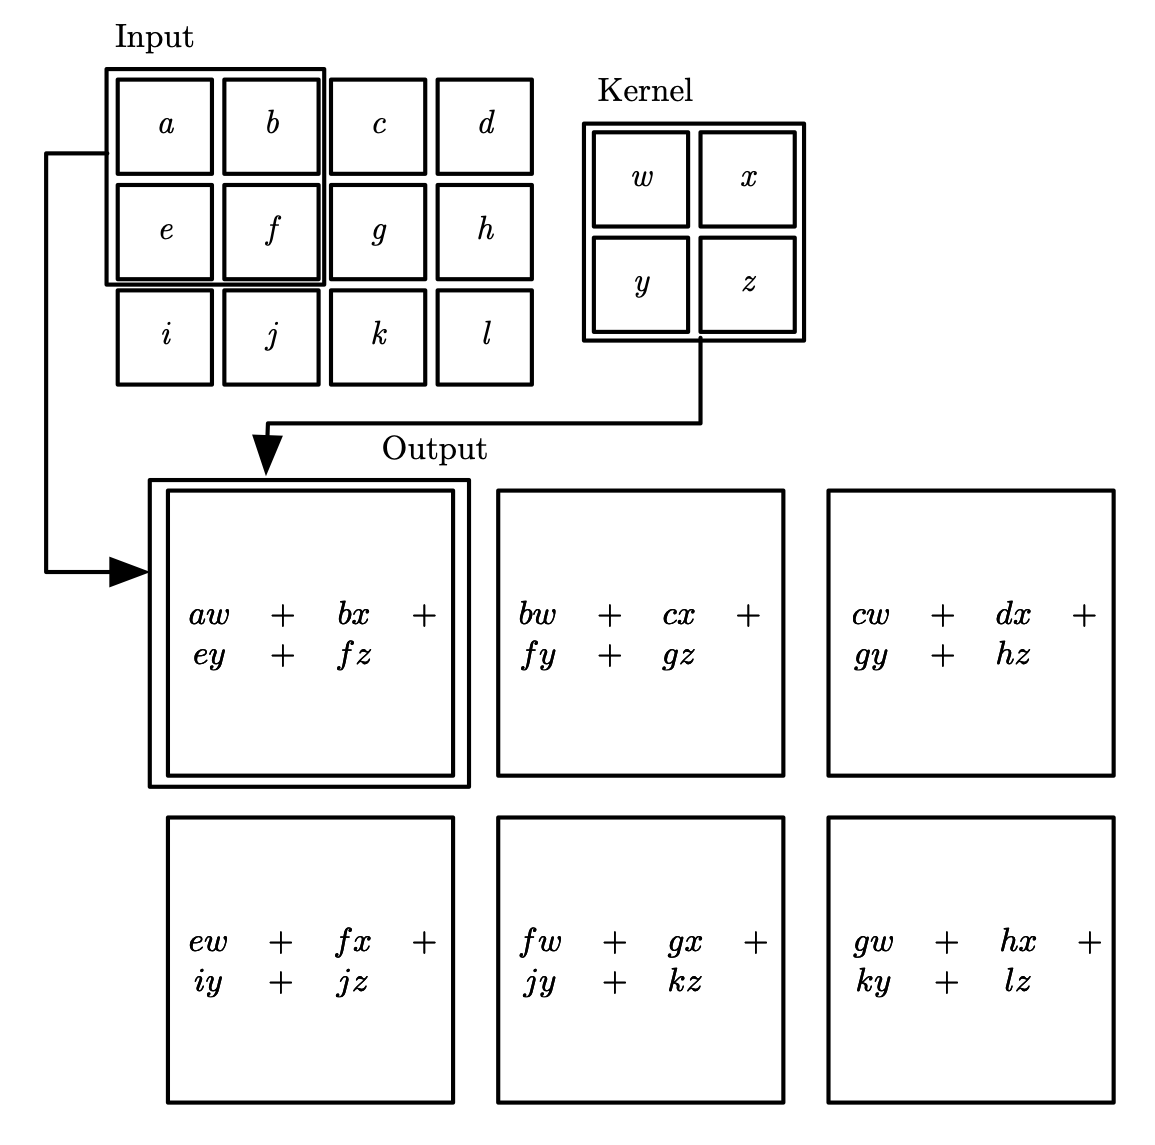 Input
a b c d
Kernel
w x
e f g h
y z
i j k l
Output
aw + bx +
ey + fz
bw + cx +
fy + gz
cw + dx +
gy + hz
ew + fx +
iy + jz
fw + gx +
jy + kz
gw + hx +
ky + lz